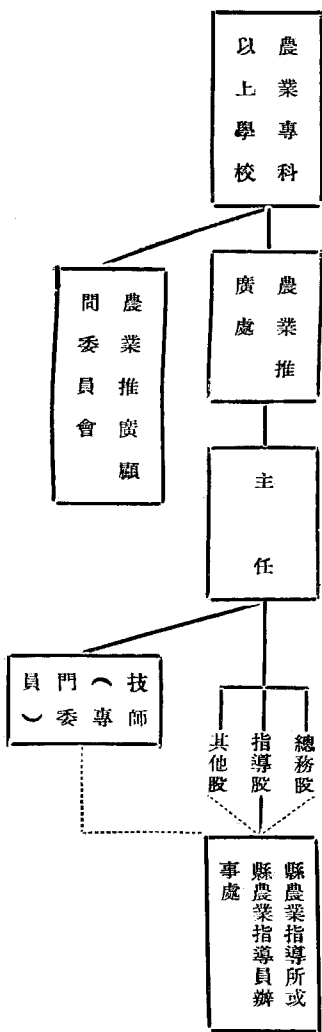 農業專科
以上學校
農業推
廣處
農業推廣顧
問委員會
主任
技師
（專
門委
員）
總務股
指導股
其他股
縣農業指導所或
縣農業指導員辦
事處